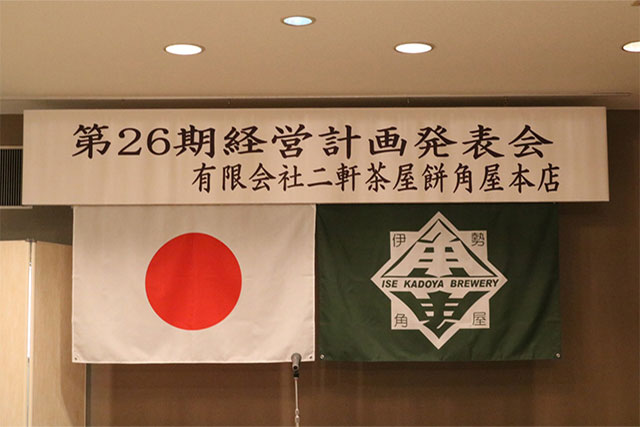 第26期経営計画発表会
有限会社二軒茶屋餅角屋本店
伊勢
角
ISE KADOYA BREWERY
角屋